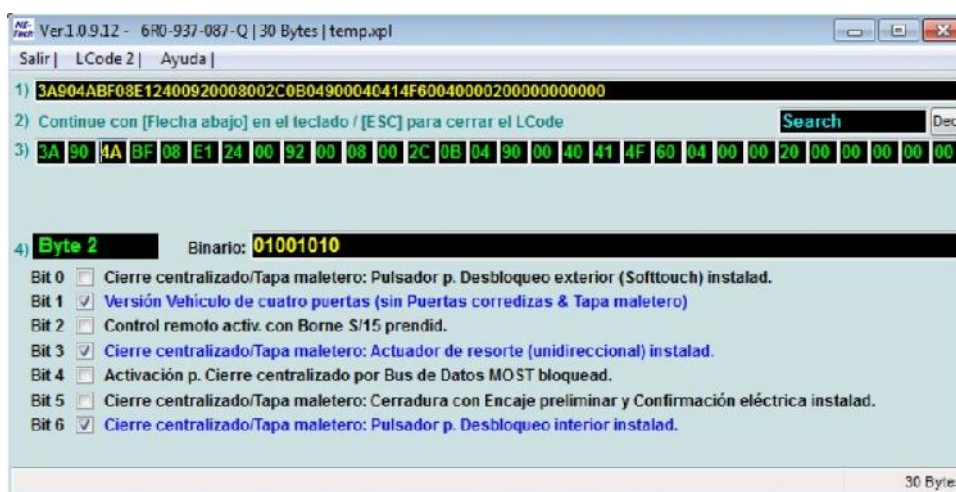 NE-Tech Ver.1.0.9.12 - 6R0-937-087-Q | 30 Bytes | temp.xpl
Salir | LCode 2 | Ayuda |
1) 3A904ABF08E12400920008002C0B04900040414F60040000200000000000
2) Continue con [Flecha abajo] en el teclado / [ESC] para cerrar el LCode Search Dec
3) 3A 90 4A BF 08 E1 24 00 92 00 08 00 2C 0B 04 90 00 40 41 4F 60 04 00 00 20 00 00 00 00 00
4) Byte 2 Binario: 01001010
Bit 0 Cierre centralizado/Tapa maletero: Pulsador p. Desbloqueo exterior (Softtouch) instalad.
Bit 1 Versión Vehiculo de cuatro puertas (sin Puertas corredizas & Tapa maletero)
Bit 2 Control remoto activ. con Borne S/15 prendid.
Bit 3 Cierre centralizado/Tapa maletero: Actuador de resorte (unidireccional) instalad.
Bit 4 Activación p. Cierre centralizado por Bus de Datos MOST bloquead.
Bit 5 Cierre centralizado/Tapa maletero: Cerradura con Encaje preliminar y Confirmación eléctrica instalad.
Bit 6 Cierre centralizado/Tapa maletero: Pulsador p. Desbloqueo interior instalad.
30 Byte